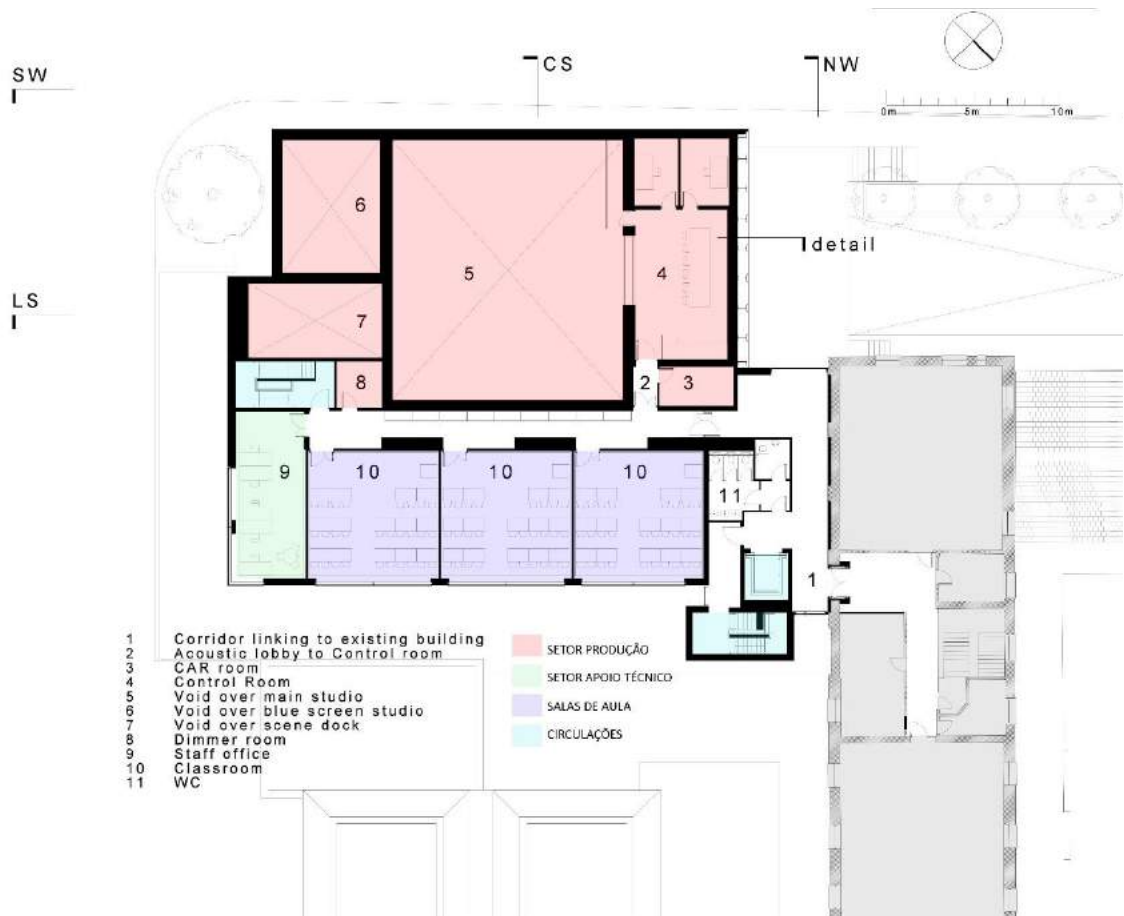 SW
CS
NW
0m 5m 10m
6
5
4
detail
LS
7
8
2
3
9
10
10
10
11
1
1 Corridor linking to existing building
2 Acoustic lobby to Control room
3 CAR room
4 Control Room
5 Void over main studio
6 Void over blue screen studio
7 Void over scene dock
8 Dimmer room
9 Staff office
10 Classroom
11 WC
SETOR PRODUÇÃO
SETOR APOIO TÉCNICO
SALAS DE AULA
CIRCULAÇÕES